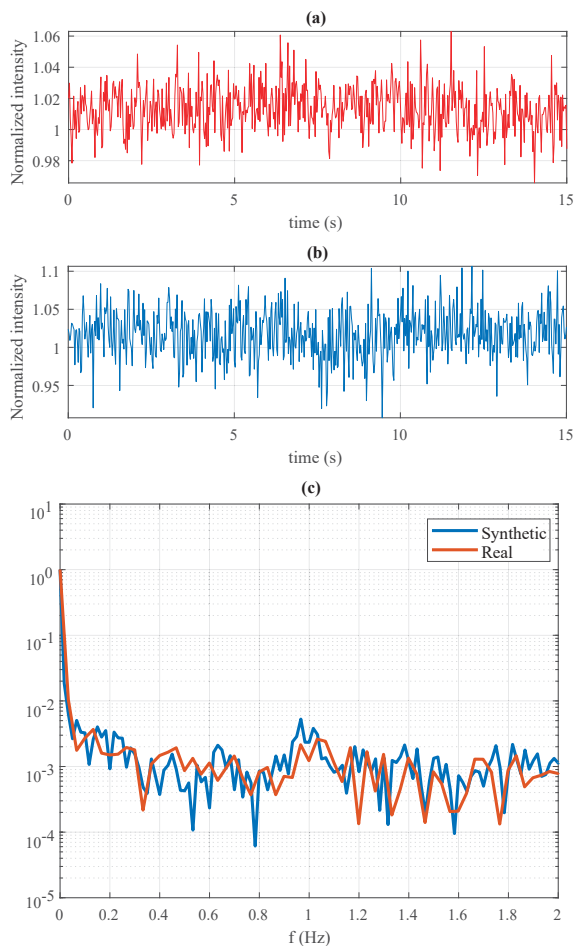 (a)
Normalized intensity
1.06
1.04
1.02
1
0.98
0
5
10
15
time (s)
(b)
Normalized intensity
1.1
1.05
1
0.95
0
5
10
15
time (s)
(c)
10^1
10^0
10^-1
10^-2
10^-3
10^-4
10^-5
Synthetic
Real
0 0.2 0.4 0.6 0.8 1 1.2 1.4 1.6 1.8 2
f (Hz)